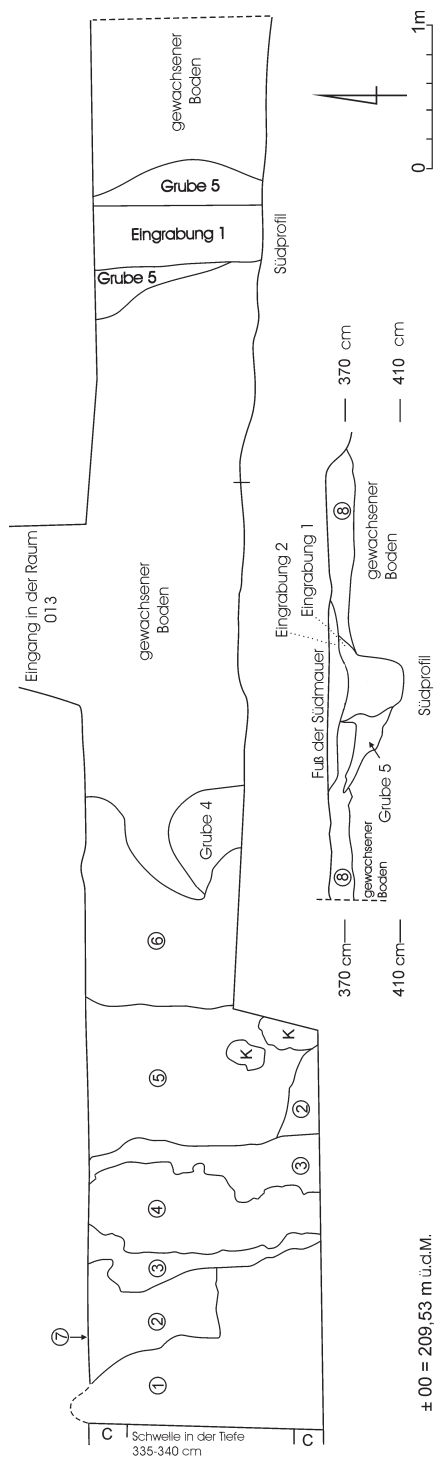 Eingang in der Raum
013
gewachsener
Boden
Grube 5
Eingrabung 1
Grube 5
gewachsener
Boden
Südprofil
Grube 4
⑥
⑤
K
K
②
③
④
③
②
①
⑦
C
Schwelle in der Tiefe
335-340 cm
C
370 cm
410 cm
Fuß der Südmauer
Eingrabung 2
Eingrabung 1
⑧
gewachsener
Boden
Grube 5
⑧
gewachsener
Boden
370 cm
410 cm
Südprofil
0
1m
± 00 = 209,53 m ü.d.M.